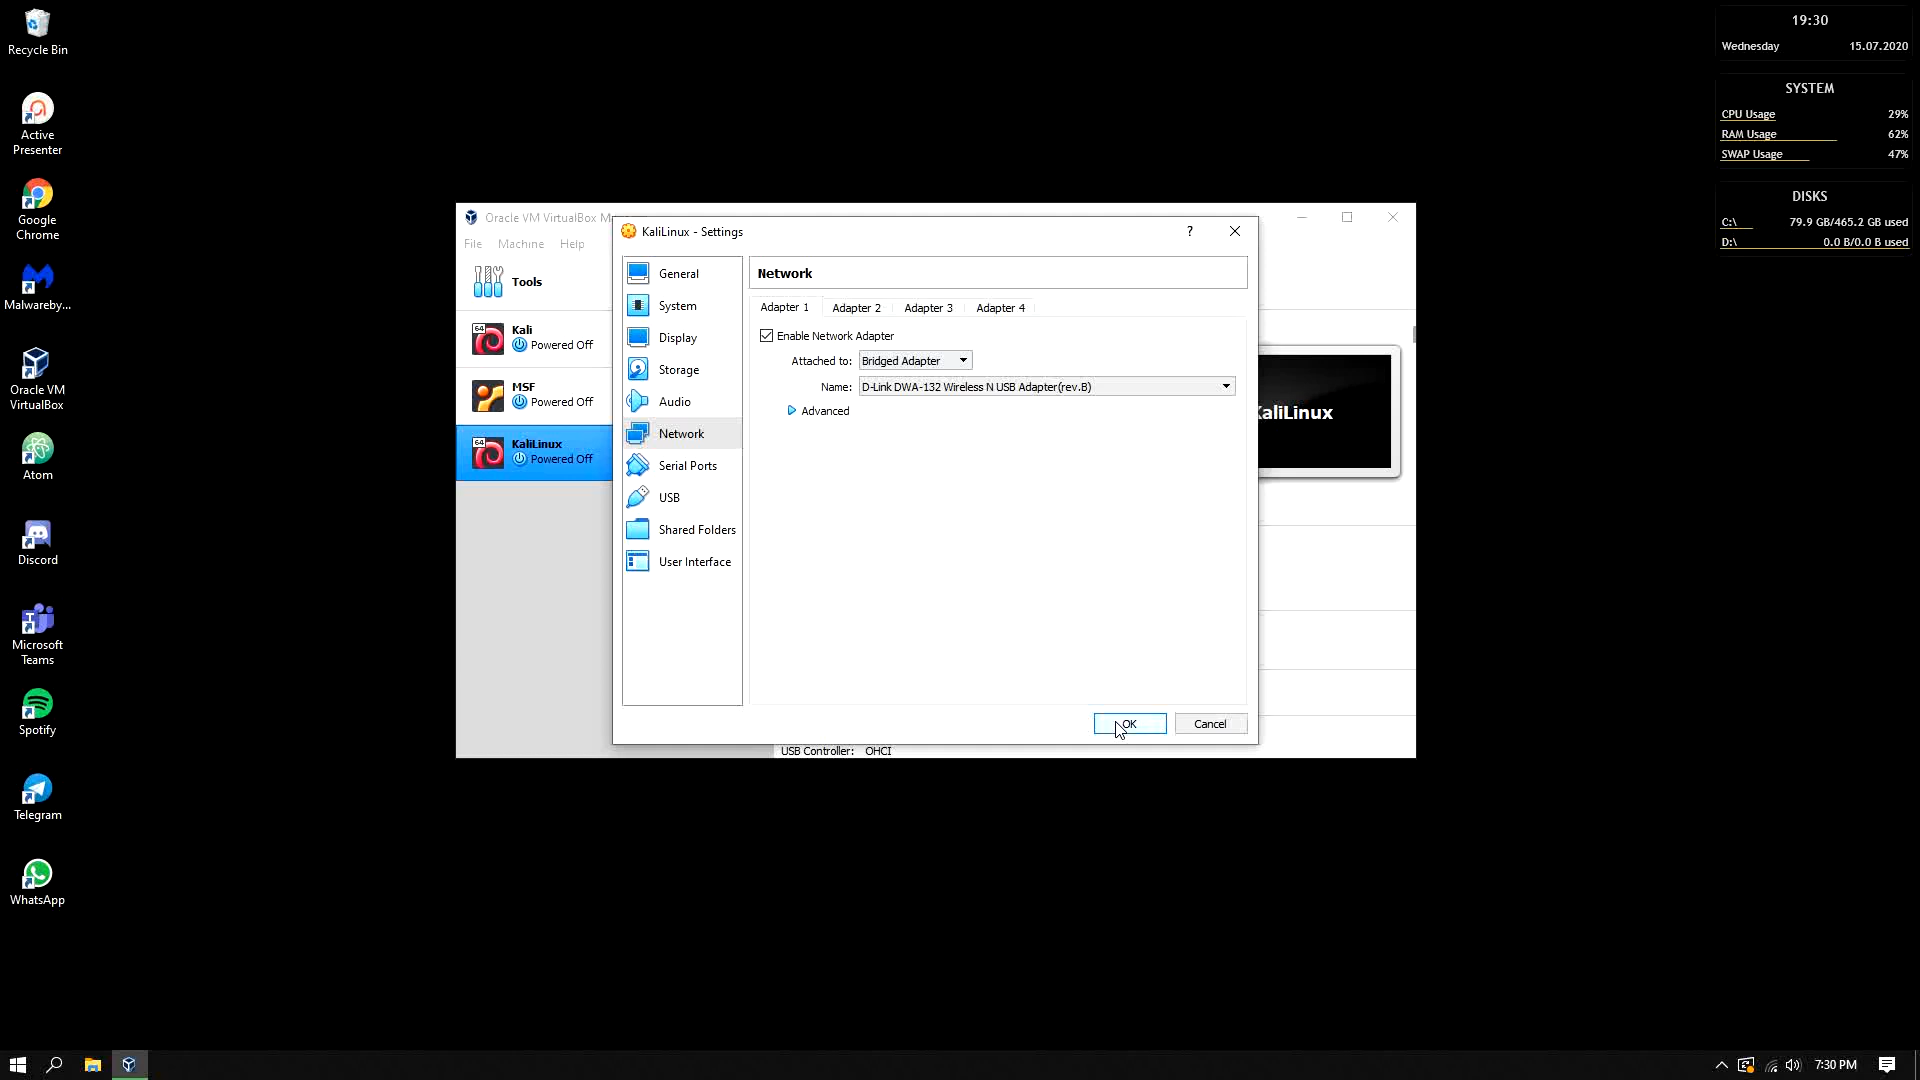 Recycle Bin
Active
Presenter
Google
Chrome
Malwareby...
Oracle VM
VirtualBox
Atom
Discord
Microsoft
Teams
Spotify
Telegram
WhatsApp
19:30
Wednesday 15.07.2020
SYSTEM
CPU Usage 29%
RAM Usage 62%
SWAP Usage 47%
DISKS
C:\ 79.9 GB/465.2 GB used
D:\ 0.0 B/0.0 B used
Oracle VM VirtualBox M
File Machine Help
Tools
64
Kali
Powered Off
MSF
Powered Off
64
KaliLinux
Powered Off
KaliLinux - Settings
?
General
System
Display
Storage
Audio
Network
Serial Ports
USB
Shared Folders
User Interface
Network
Adapter 1 Adapter 2 Adapter 3 Adapter 4
Enable Network Adapter
Attached to: Bridged Adapter
Name: D-Link DWA-132 Wireless N USB Adapter(rev.B)
Advanced
OK Cancel
KaliLinux
USB Controller: OHCI
7:30 PM